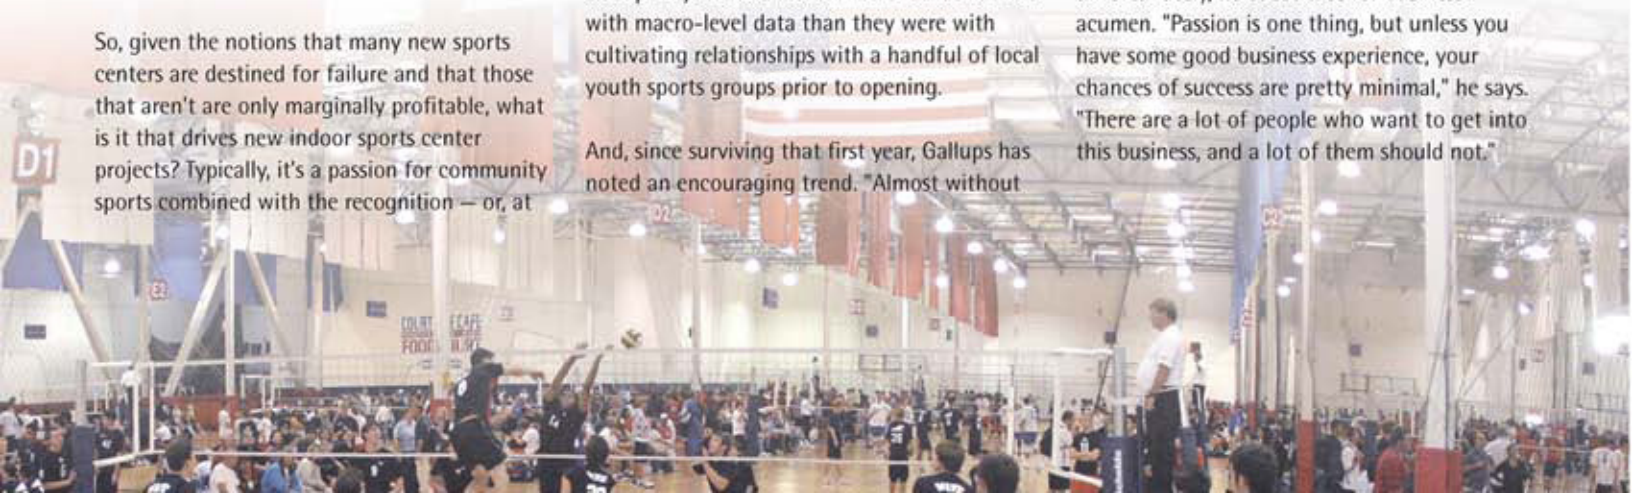 So, given the notions that many new sports
centers are destined for failure and that those
that aren't are only marginally profitable, what
is it that drives new indoor sports center
projects? Typically, it's a passion for community
sports combined with the recognition — or, at
with macro-level data than they were with
cultivating relationships with a handful of local
youth sports groups prior to opening.
And, since surviving that first year, Gallups has
noted an encouraging trend. "Almost without
acumen. "Passion is one thing, but unless you
have some good business experience, your
chances of success are pretty minimal," he says.
"There are a lot of people who want to get into
this business, and a lot of them should not."
D1
D2
E2
COURT
FOOD